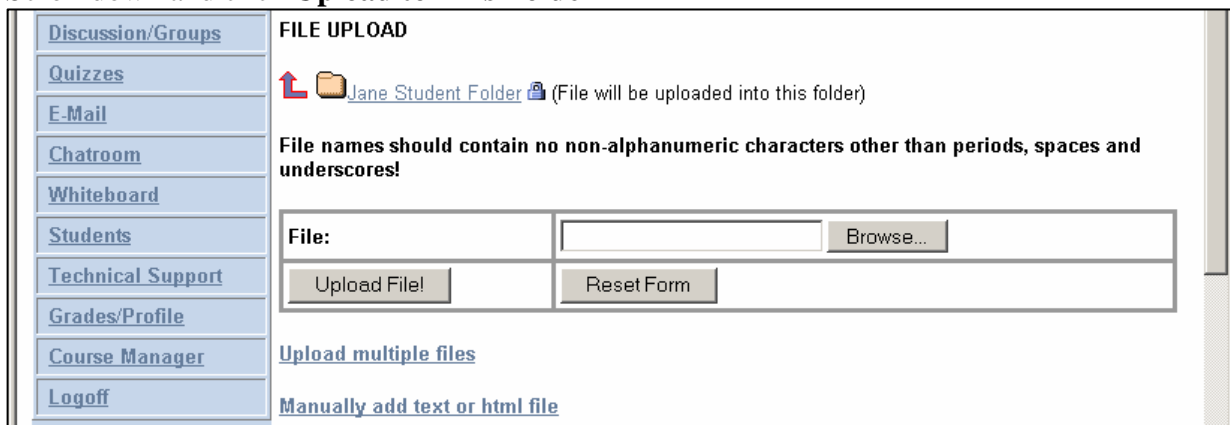 Discussion/Groups
Quizzes
E-Mail
Chatroom
Whiteboard
Students
Technical Support
Grades/Profile
Course Manager
Logoff
FILE UPLOAD
Jane Student Folder (File will be uploaded into this folder)
File names should contain no non-alphanumeric characters other than periods, spaces and
underscores!
File: Browse...
Upload File! Reset Form
Upload multiple files
Manually add text or html file